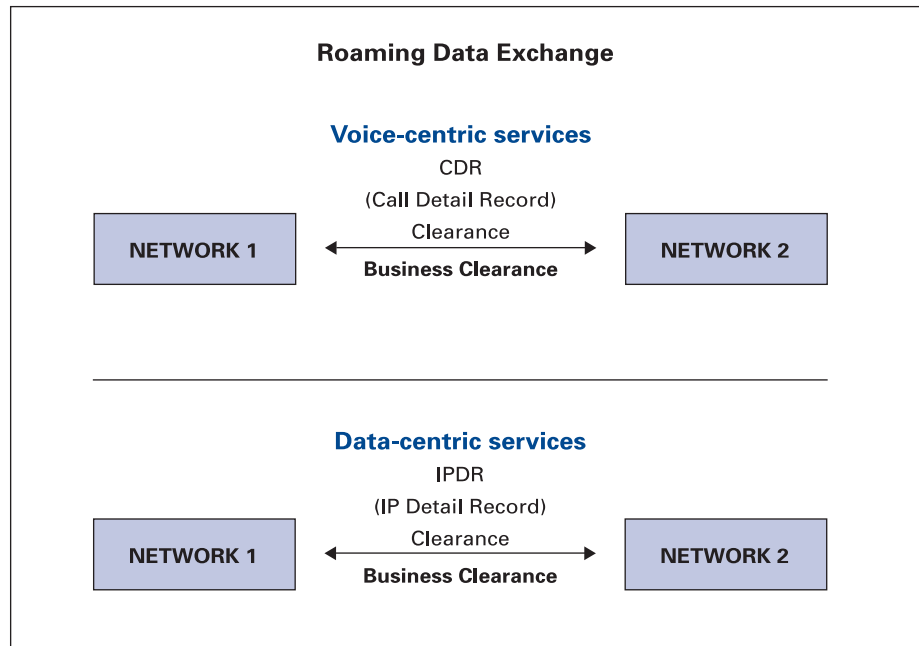 Roaming Data Exchange
Voice-centric services
CDR
(Call Detail Record)
Clearance
NETWORK 1
NETWORK 2
Business Clearance
Data-centric services
IPDR
(IP Detail Record)
Clearance
NETWORK 1
NETWORK 2
Business Clearance